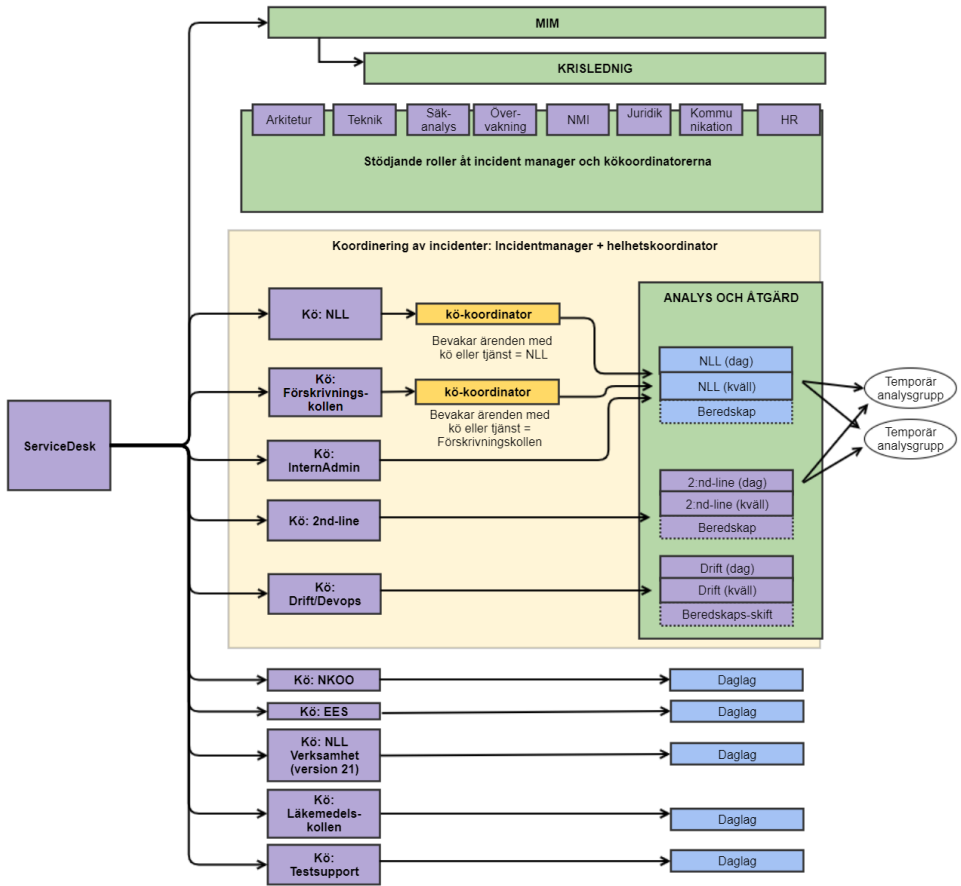 MIM
KRISLEDNIG
Arkitetur
Teknik
Säk-
analys
Över-
vakning
NMI
Juridik
Kommu
nikation
HR
Stödjande roller åt incident manager och kökoordinatorerna
Koordinering av incidenter: Incidentmanager + helhetskoordinator
ServiceDesk
Kö: NLL
kö-koordinator
Bevakar ärenden med
kö eller tjänst = NLL
Kö:
Förskrivnings-
kollen
kö-koordinator
Bevakar ärenden med
kö eller tjänst =
Förskrivningskollen
Kö:
InternAdmin
Kö: 2nd-line
Kö:
Drift/Devops
ANALYS OCH ÅTGÄRD
NLL (dag)
NLL (kväll)
Beredskap
2:nd-line (dag)
2:nd-line (kväll)
Beredskap
Drift (dag)
Drift (kväll)
Beredskaps-skift
Temporär
analysgrupp
Temporär
analysgrupp
Kö: NKOO
Daglag
Kö: EES
Daglag
Kö: NLL
Verksamhet
(version 21)
Daglag
Kö:
Läkemedels-
kollen
Daglag
Kö:
Testsupport
Daglag